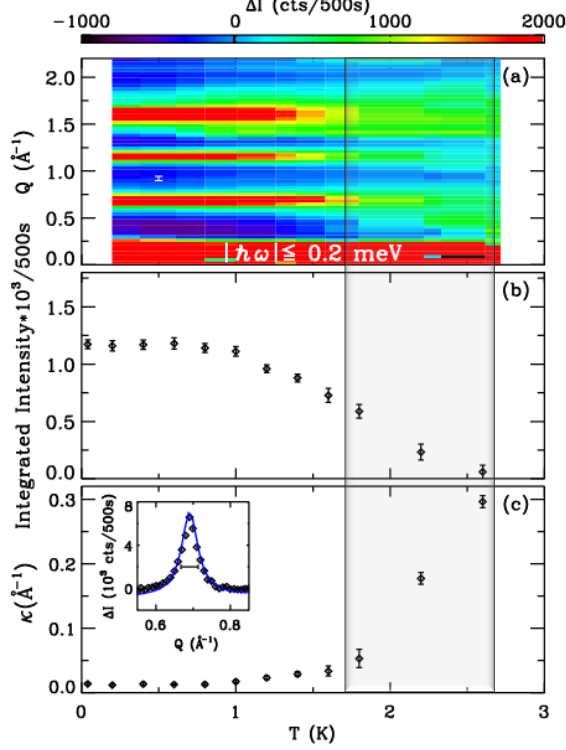 ΔI (cts/500s)
−1000 0 1000 2000
(a)
Q (Å⁻¹)
2.0
1.5
1.0
0.5
0.0
|ℏω|≦ 0.2 meV
(b)
Integrated Intensity*10³/500s
1.5
1.0
0.5
0.0
(c)
κ(Å⁻¹)
0.3
0.2
0.1
0.0
ΔI (10³ cts/500s)
8
4
0
0.6 0.8
Q (Å⁻¹)
0 1 2 3
T (K)